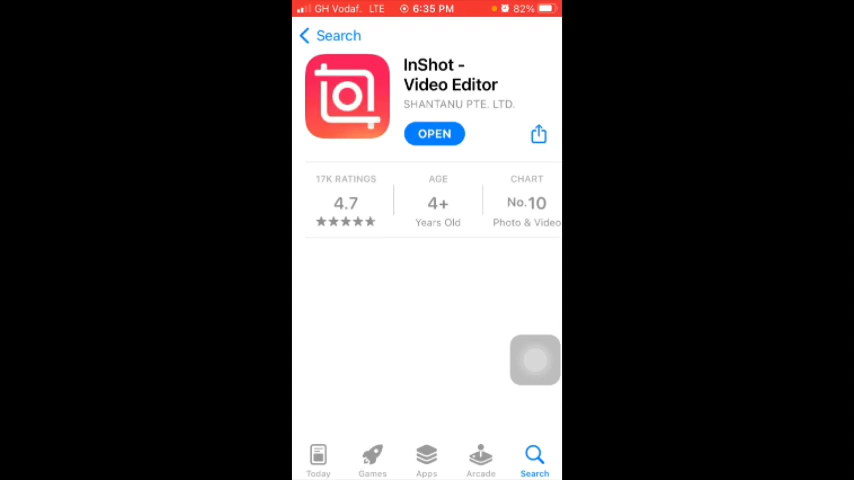 GH Vodaf. LTE 6:35 PM 82%
Search
InShot -
Video Editor
SHANTANU PTE. LTD.
OPEN
17K RATINGS AGE CHART
4.7 4+ No.10
Years Old Photo & Video
Today Games Apps Arcade Search